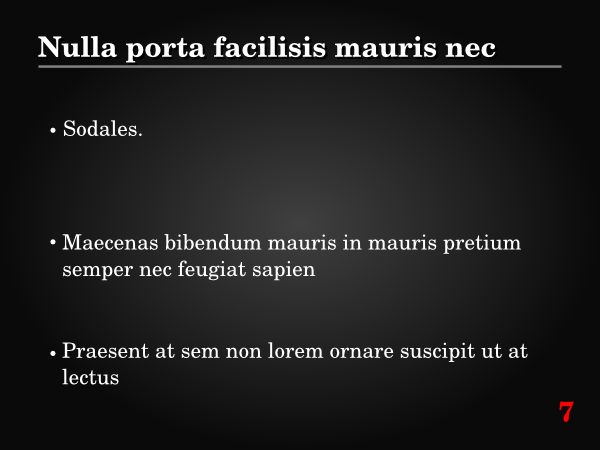 Nulla porta facilisis mauris nec
• Sodales.
• Maecenas bibendum mauris in mauris pretium
semper nec feugiat sapien
• Praesent at sem non lorem ornare suscipit ut at
lectus
7